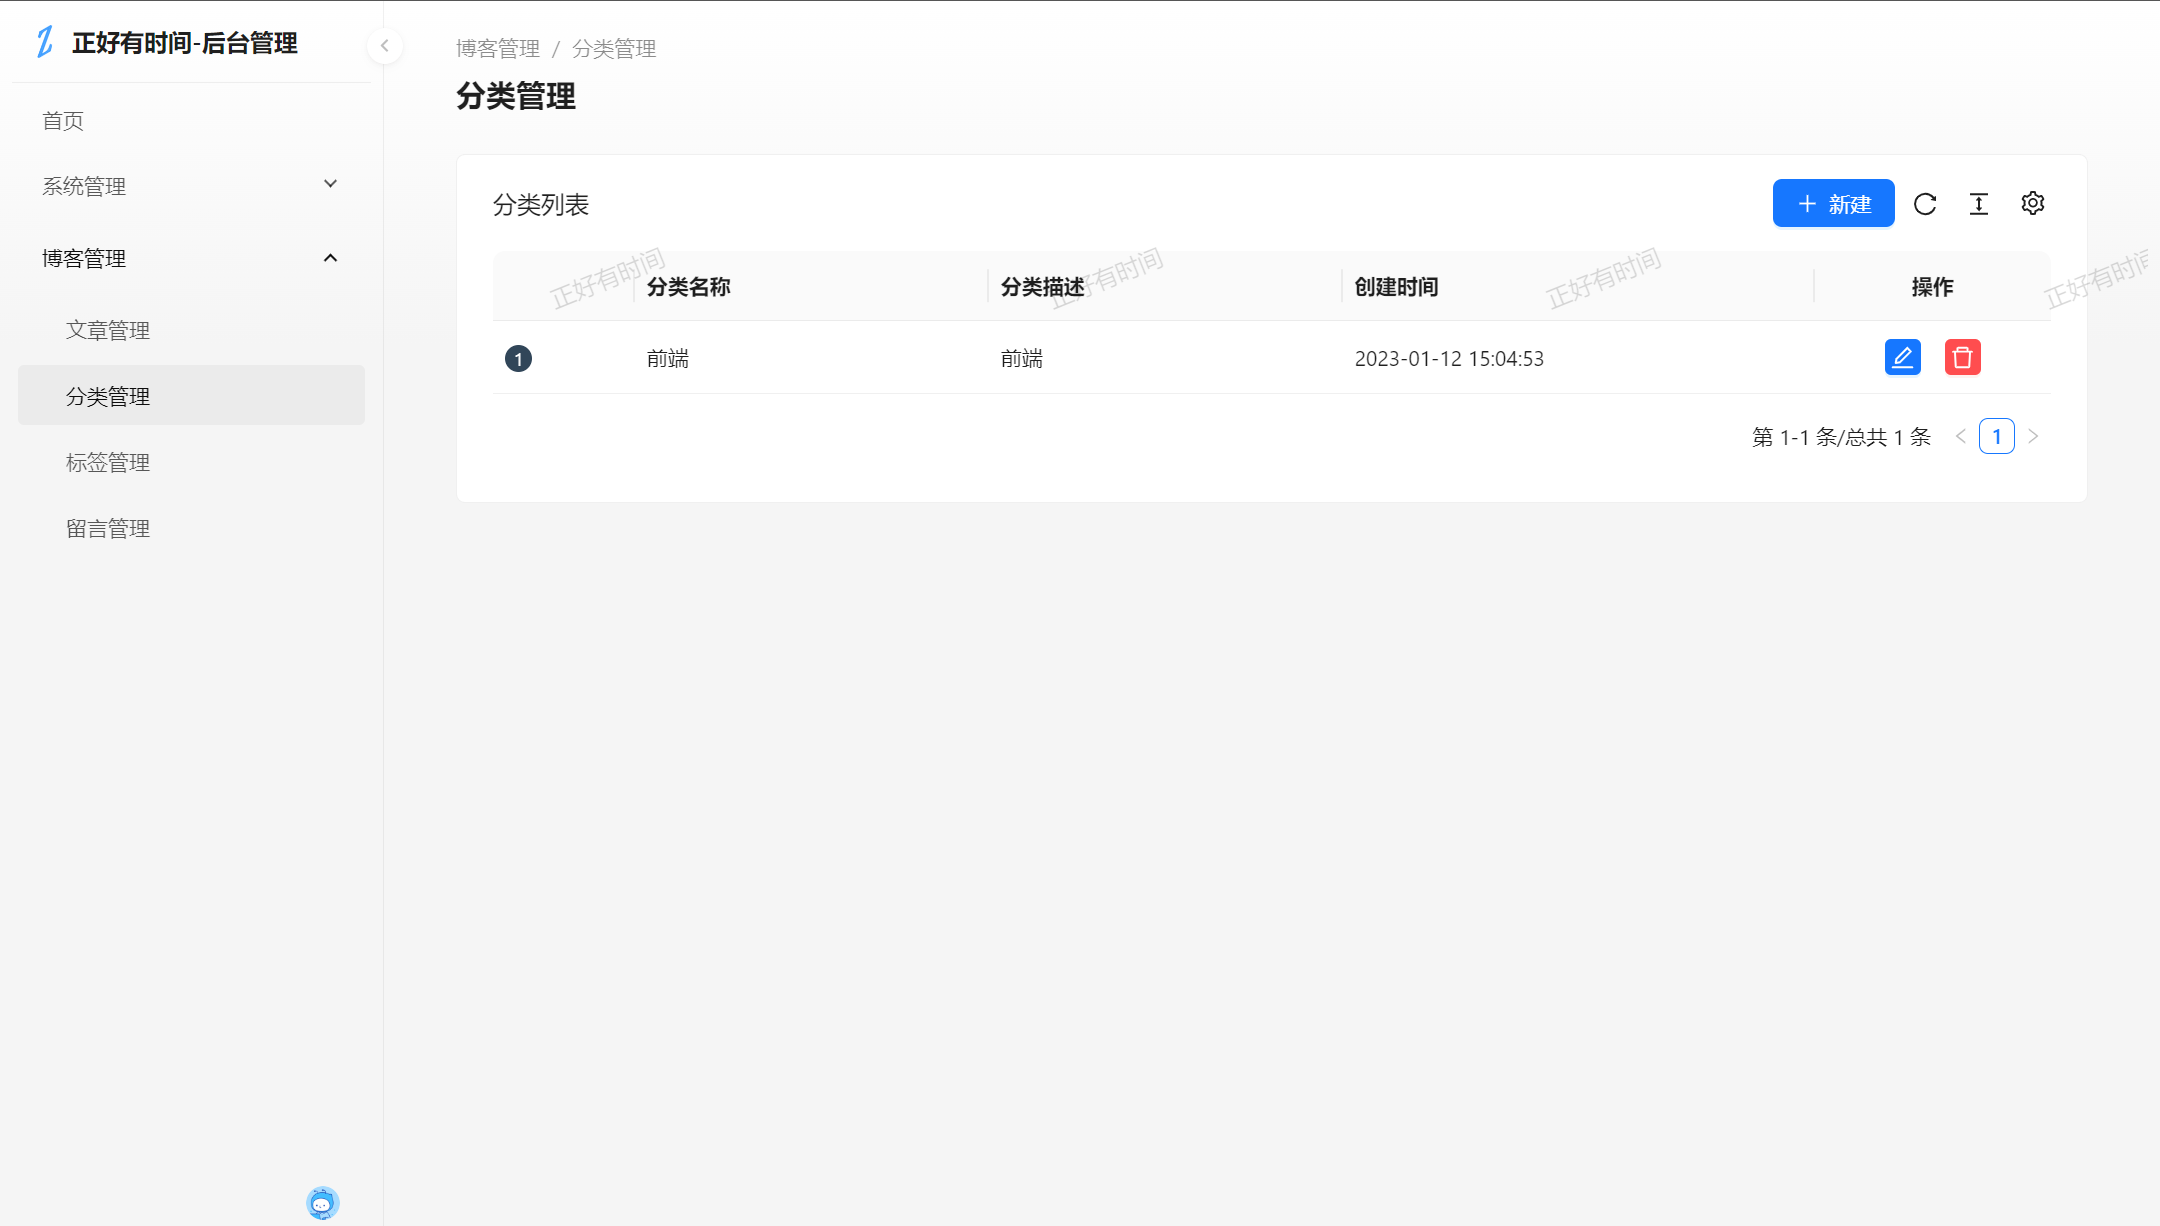 正好有时间-后台管理
首页
系统管理
博客管理
文章管理
分类管理
标签管理
留言管理
博客管理 / 分类管理
分类管理
分类列表
新建
分类名称 分类描述 创建时间 操作
正好有时间 正好有时间 正好有时间 正好有时间
1 前端 前端 2023-01-12 15:04:53
第 1-1 条/总共 1 条 < 1 >